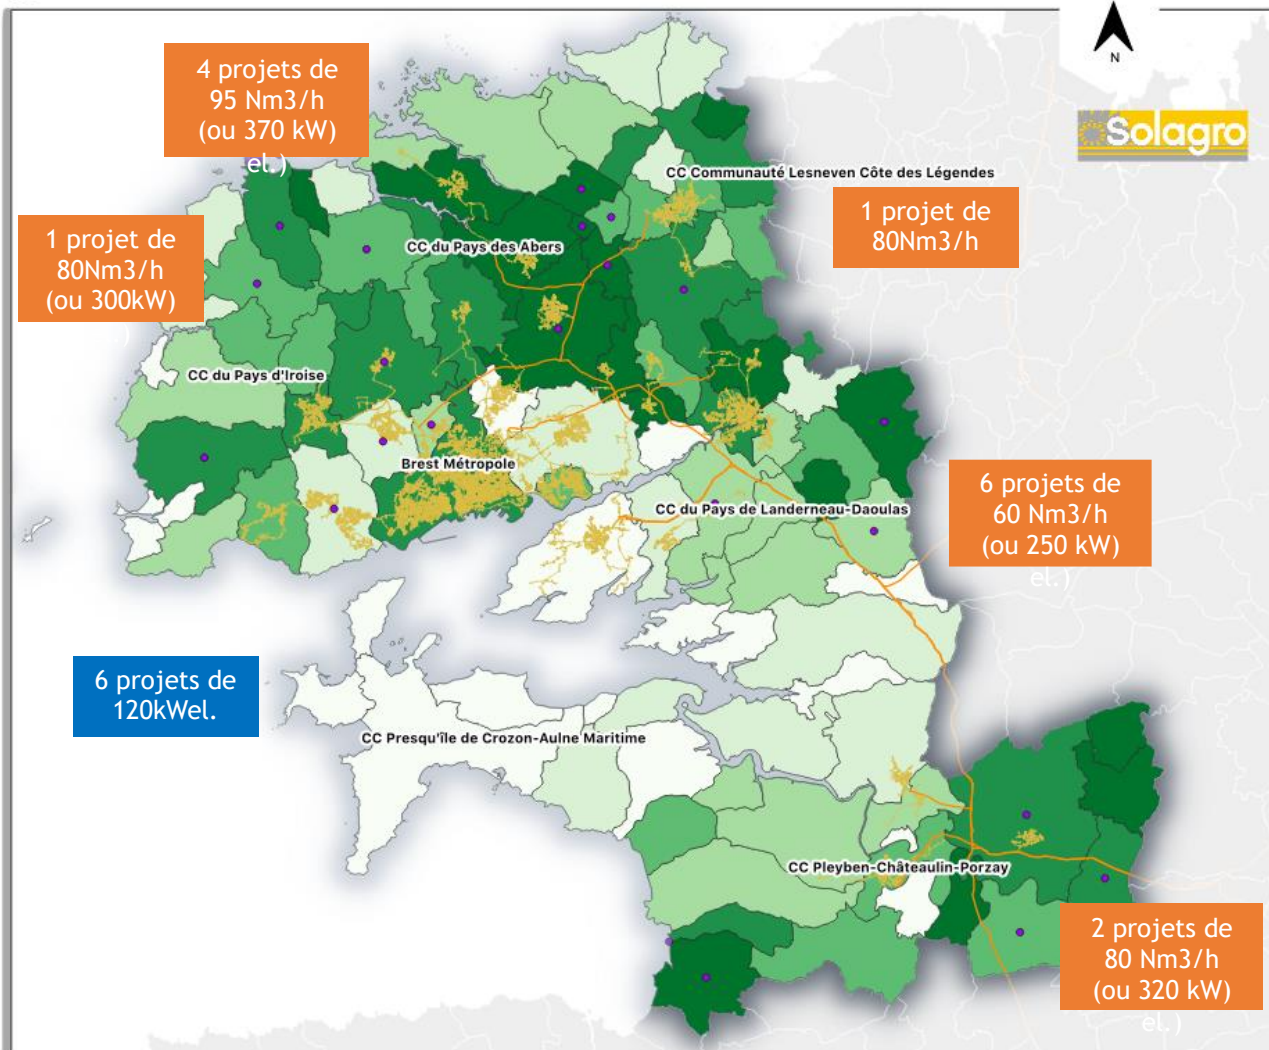 N
Solagro
4 projets de
95 Nm3/h
(ou 370 kW)
el.)
CC Communauté Lesneven Côte des Légendes
1 projet de
80Nm3/h
1 projet de
80Nm3/h
(ou 300kW)
CC du Pays des Abers
CC du Pays d'Iroise
Brest Métropole
CC du Pays de Landerneau-Daoulas
6 projets de
60 Nm3/h
(ou 250 kW)
el.)
6 projets de
120kWel.
CC Presqu'île de Crozon-Aulne Maritime
CC Pleyben-Châteaulin-Porzay
2 projets de
80 Nm3/h
(ou 320 kW)
el.)